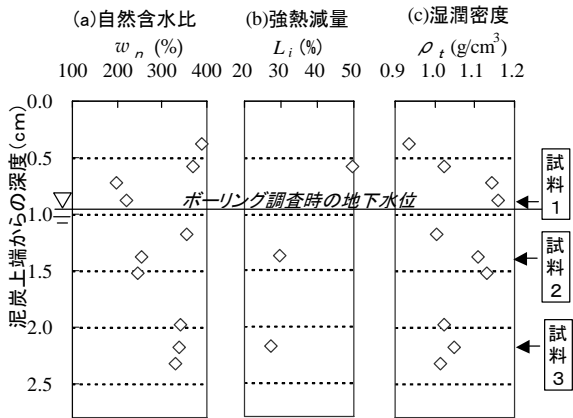 (a)自然含水比
w n (%)
100 200 300 400
(b)強熱減量
L i (%)
20 30 40 50
(c)湿潤密度
ρ t (g/cm³)
0.9 1.0 1.1 1.2
泥炭上端からの深度(cm)
0.0
0.5
1.0
1.5
2.0
2.5
ボーリング調査時の地下水位
試料1
試料2
試料3